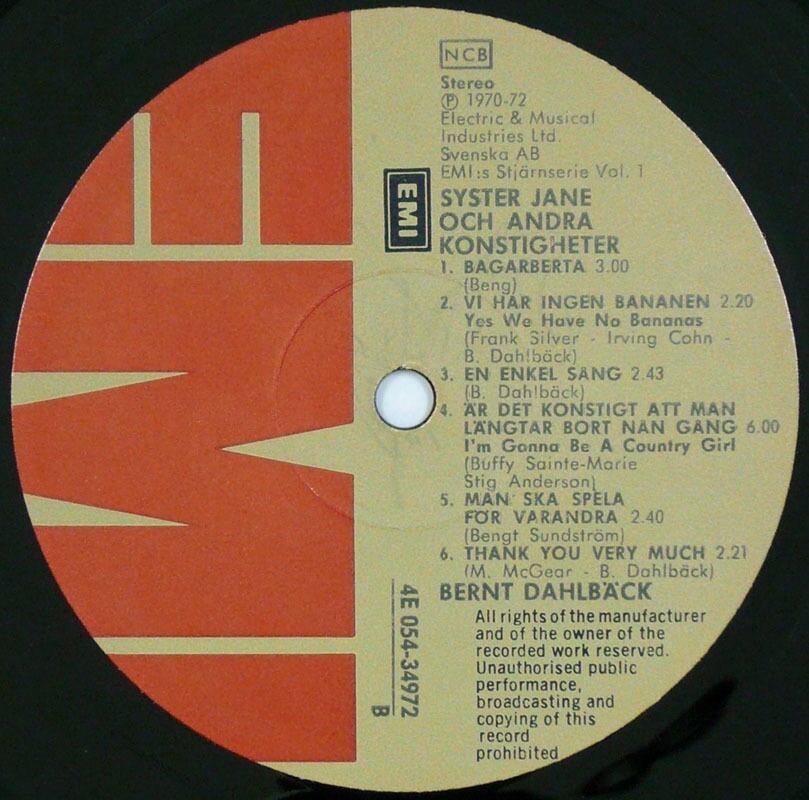 NCB
Stereo
Ⓟ 1970-72
Electric & Musical
Industries Ltd.
Svenska AB
EMI:s Stjärnserie Vol. 1
EMI
EMI
SYSTER JANE
OCH ANDRA
KONSTIGHETER
1. BAGARBERTA 3.00
(Beng)
2. VI HAR INGEN BANANEN 2.20
Yes We Have No Bananas
(Frank Silver - Irving Cohn -
B. Dahlbäck)
3. EN ENKEL SÅNG 2.43
(B. Dahlbäck)
4. ÄR DET KONSTIGT ATT MAN
LÄNGTAR BORT NÅN GÅNG 6.00
I'm Gonna Be A Country Girl
(Buffy Sainte-Marie
Stig Anderson)
5. MAN SKA SPELA
FÖR VARANDRA 2.40
(Bengt Sundström)
6. THANK YOU VERY MUCH 2.21
(M. McGear - B. Dahlbäck)
BERNT DAHLBÄCK
4E 054-34972
B
All rights of the manufacturer
and of the owner of the
recorded work reserved.
Unauthorised public
performance,
broadcasting and
copying of this
record
prohibited